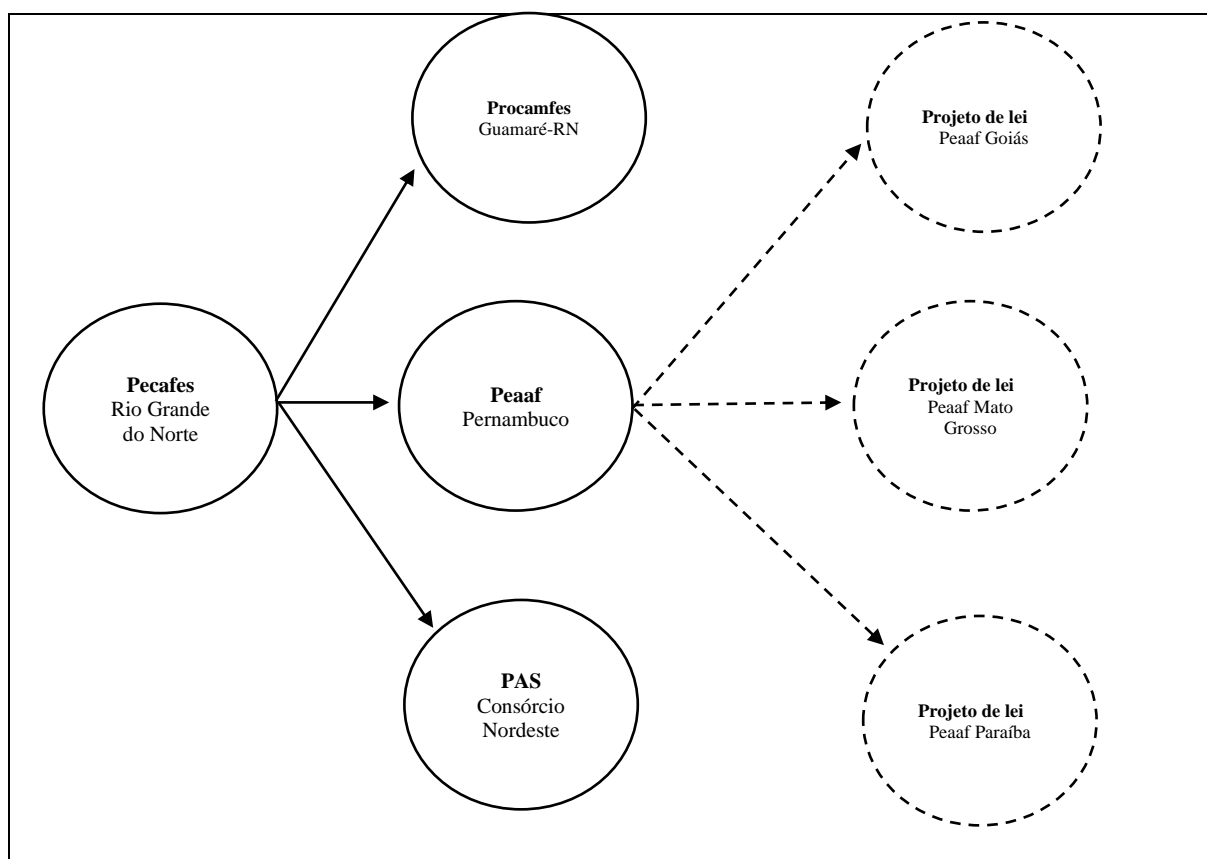 Procamfes
Guamaré-RN
Projeto de lei
Peaaf Goiás
Pecafes
Rio Grande
do Norte
Peaaf
Pernambuco
Projeto de lei
Peaaf Mato
Grosso
PAS
Consórcio
Nordeste
Projeto de lei
Peaaf Paraíba